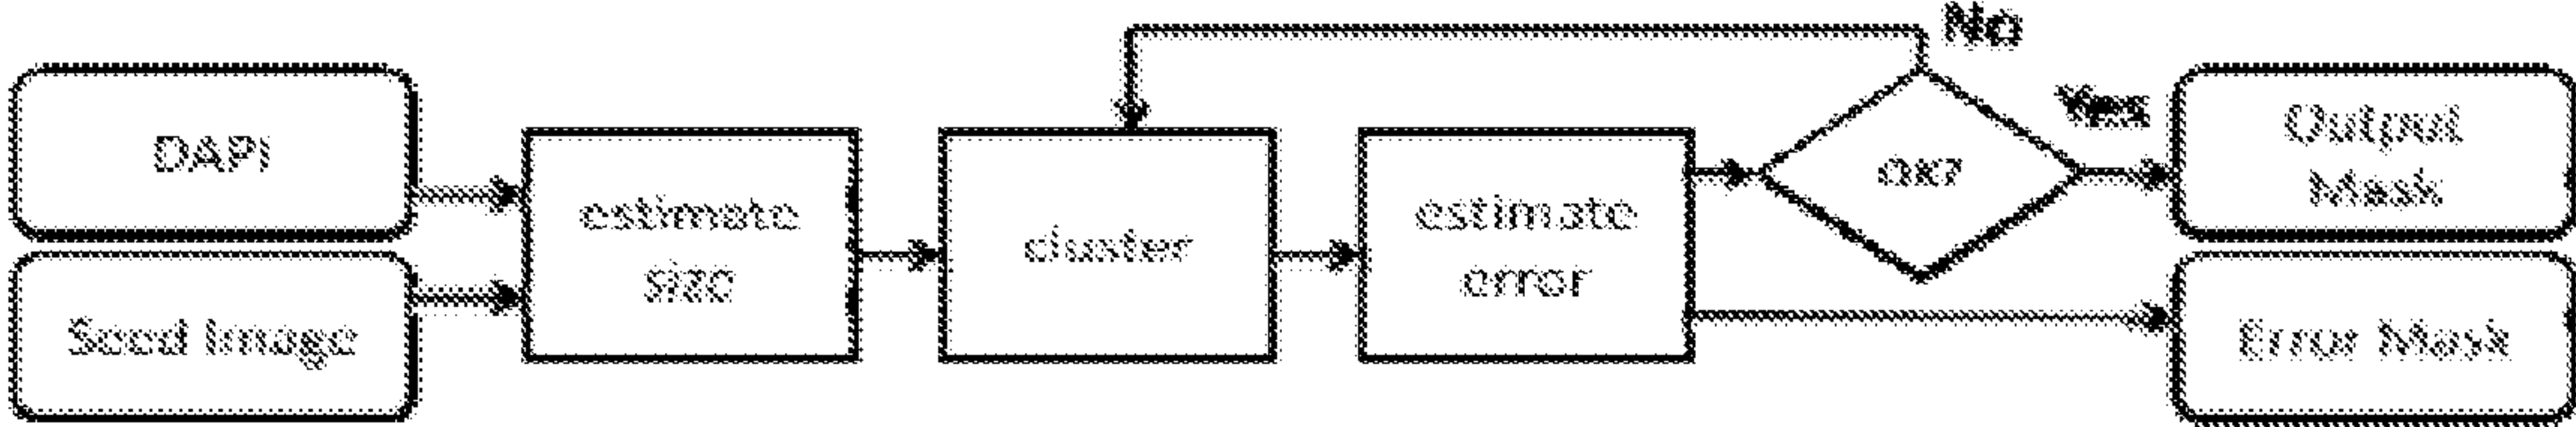 No
Yes
DAPI
Output
Mask
OK?
estimate
size
cluster
estimate
error
Seed Image
Error Mask